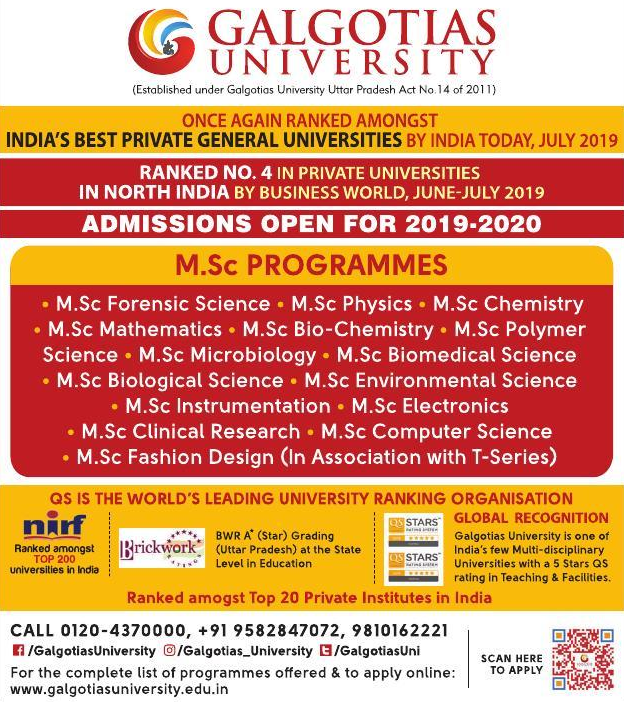 GALGOTIAS
UNIVERSITY
(Established under Galgotias University Uttar Pradesh Act No.14 of 2011)
ONCE AGAIN RANKED AMONGST
INDIA'S BEST PRIVATE GENERAL UNIVERSITIES BY INDIA TODAY, JULY 2019
RANKED NO. 4 IN PRIVATE UNIVERSITIES
IN NORTH INDIA BY BUSINESS WORLD, JUNE-JULY 2019
ADMISSIONS OPEN FOR 2019-2020
M.Sc PROGRAMMES
• M.Sc Forensic Science • M.Sc Physics • M.Sc Chemistry
• M.Sc Mathematics • M.Sc Bio-Chemistry • M.Sc Polymer
Science • M.Sc Microbiology • M.Sc Biomedical Science
• M.Sc Biological Science • M.Sc Environmental Science
• M.Sc Instrumentation • M.Sc Electronics
• M.Sc Clinical Research • M.Sc Computer Science
• M.Sc Fashion Design (In Association with T-Series)
QS IS THE WORLD'S LEADING UNIVERSITY RANKING ORGANISATION
nirf
Ranked amongst
TOP 200
universities in India
Brickwork
RATING
BWR A* (Star) Grading
(Uttar Pradesh) at the State
Level in Education
QS STARS
RATING SYSTEM
QS STARS
RATING SYSTEM
GLOBAL RECOGNITION
Galgotias University is one of
India's few Multi-disciplinary
Universities with a 5 Stars QS
rating in Teaching & Facilities.
Ranked amogst Top 20 Private Institutes in India
CALL 0120-4370000, +91 9582847072, 9810162221
/GalgotiasUniversity /Galgotias_University /GalgotiasUni
For the complete list of programmes offered & to apply online:
www.galgotiasuniversity.edu.in
SCAN HERE
TO APPLY